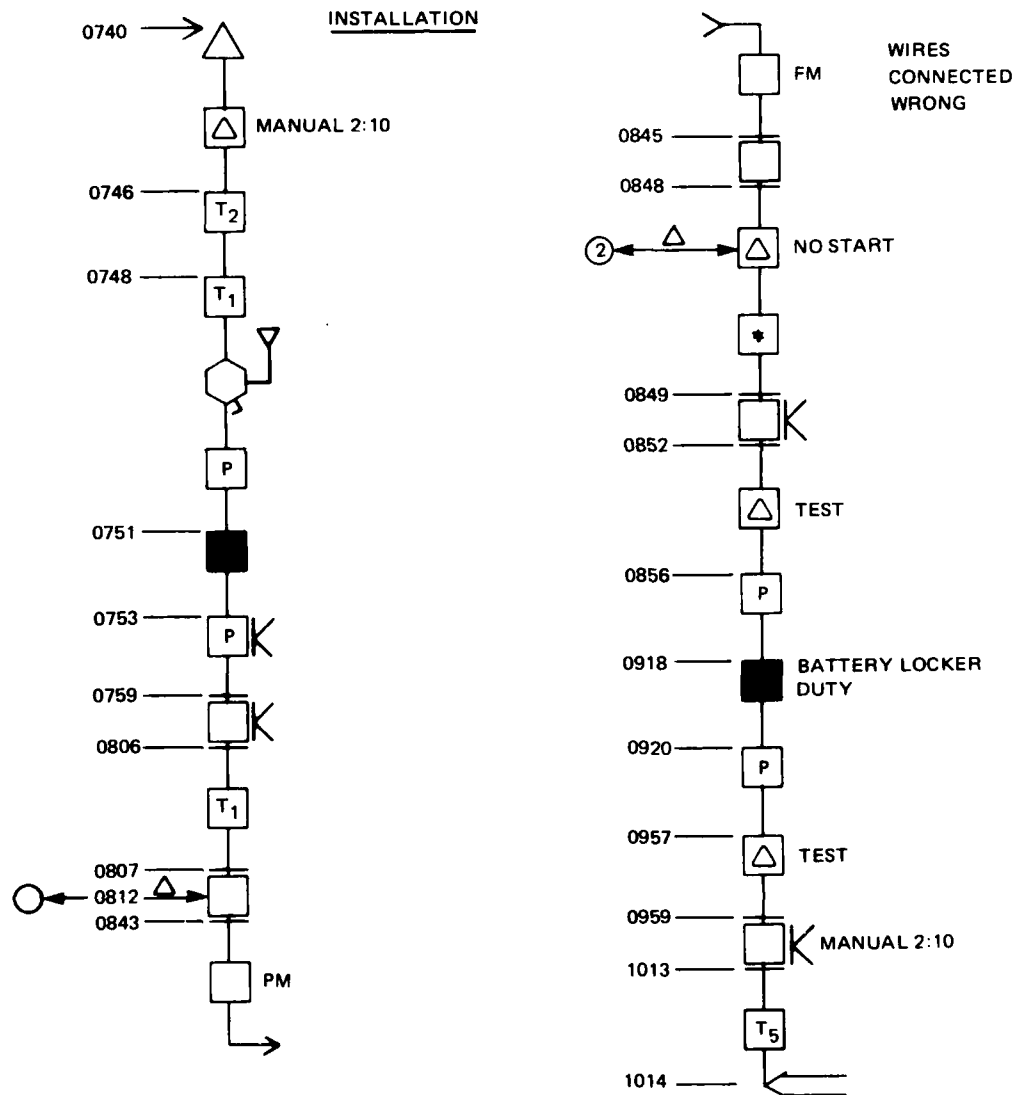 INSTALLATION
0740
MANUAL 2:10
0746
T2
0748
T1
P
0751
0753
P
0759
0806
T1
0807
0812
0843
PM
FM
WIRES
CONNECTED
WRONG
0845
0848
2
NO START
*
0849
0852
TEST
0856
P
0918
BATTERY LOCKER
DUTY
0920
P
0957
TEST
0959
MANUAL 2:10
1013
T5
1014